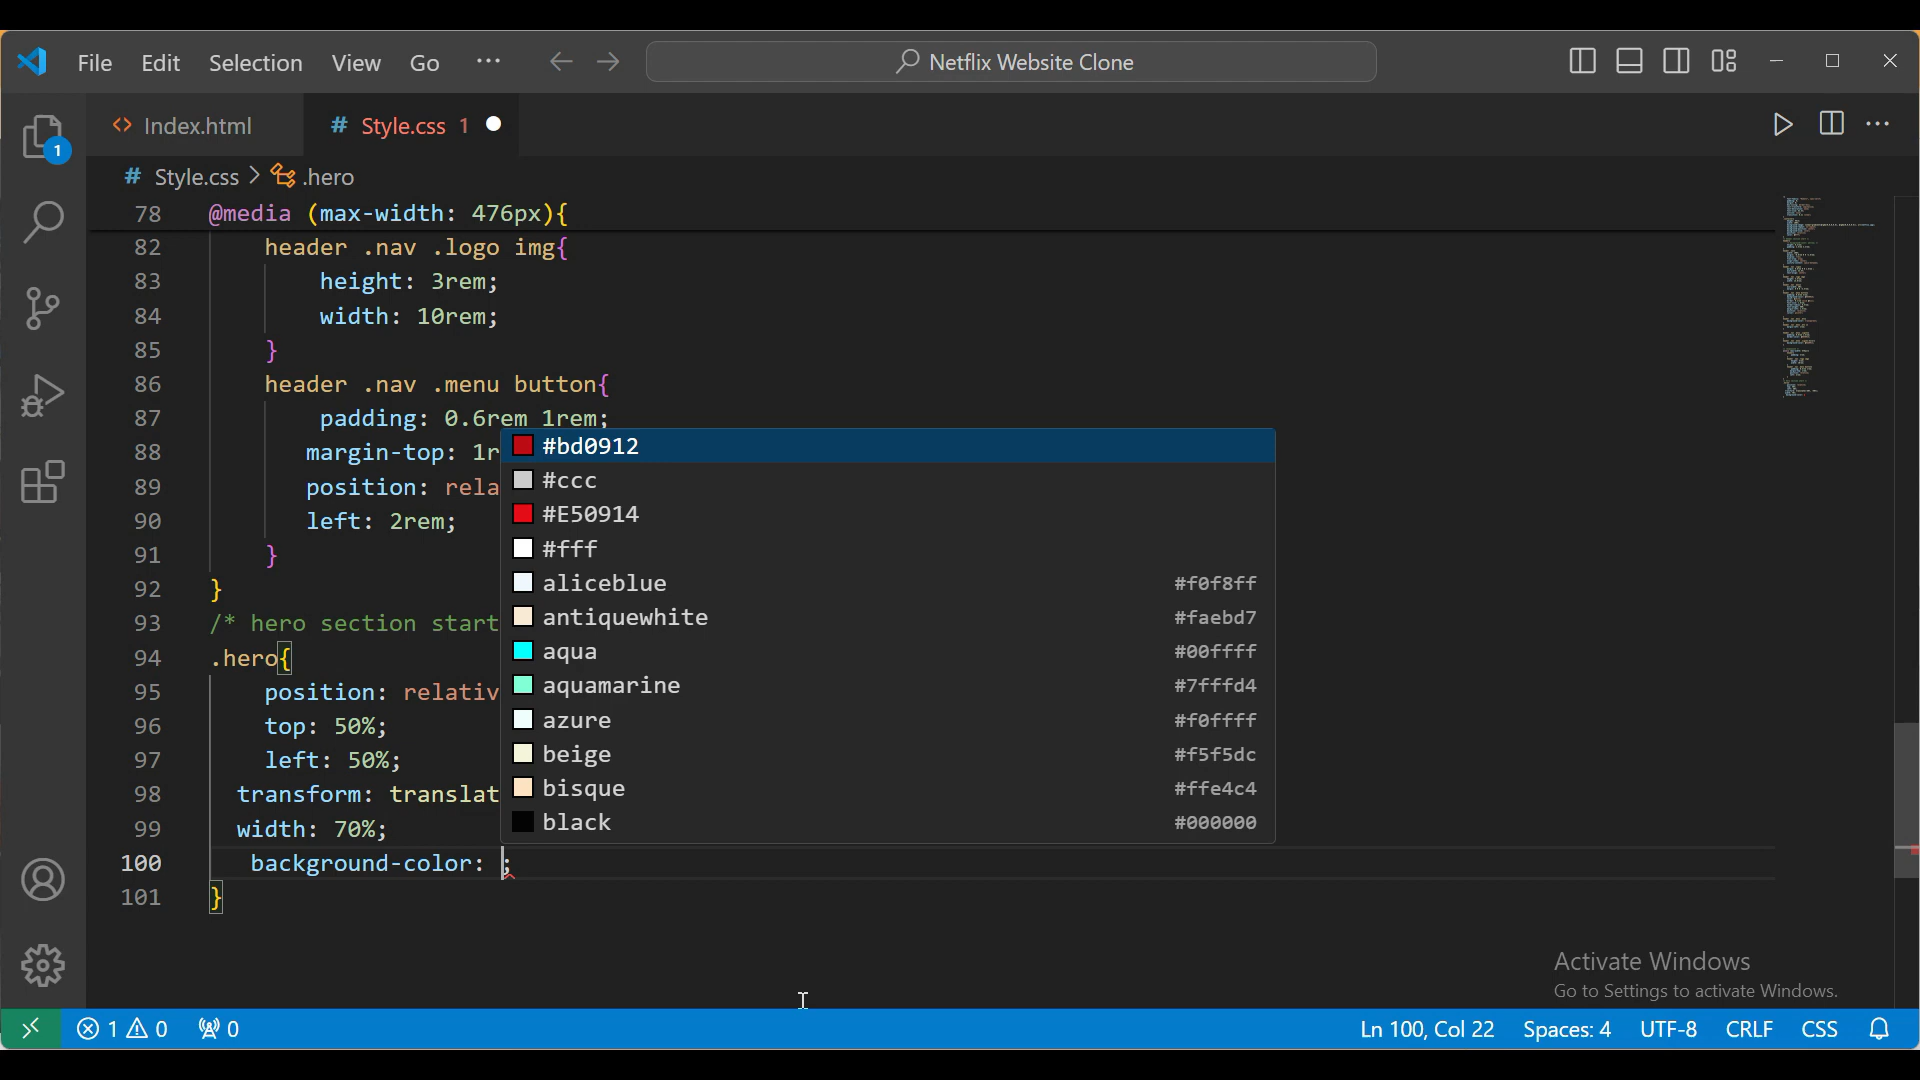 File Edit Selection View Go ··· Netflix Website Clone
1
Index.html # Style.css 1
# Style.css > .hero
78 @media (max-width: 476px){
82 header .nav .logo img{
83 height: 3rem;
84 width: 10rem;
85 }
86 header .nav .menu button{
87 padding: 0.6rem 1rem;
88 margin-top: 1r
89 position: rela
90 left: 2rem;
91 }
92 }
93 /* hero section start
94 .hero{
95 position: relativ
96 top: 50%;
97 left: 50%;
98 transform: translat
99 width: 70%;
100 background-color: ;
101 }
#bd0912
#ccc
#E50914
#fff
aliceblue #f0f8ff
antiquewhite #faebd7
aqua #00ffff
aquamarine #7fffd4
azure #f0ffff
beige #f5f5dc
bisque #ffe4c4
black #000000
Activate Windows
Go to Settings to activate Windows.
1 0 0 Ln 100, Col 22 Spaces: 4 UTF-8 CRLF CSS